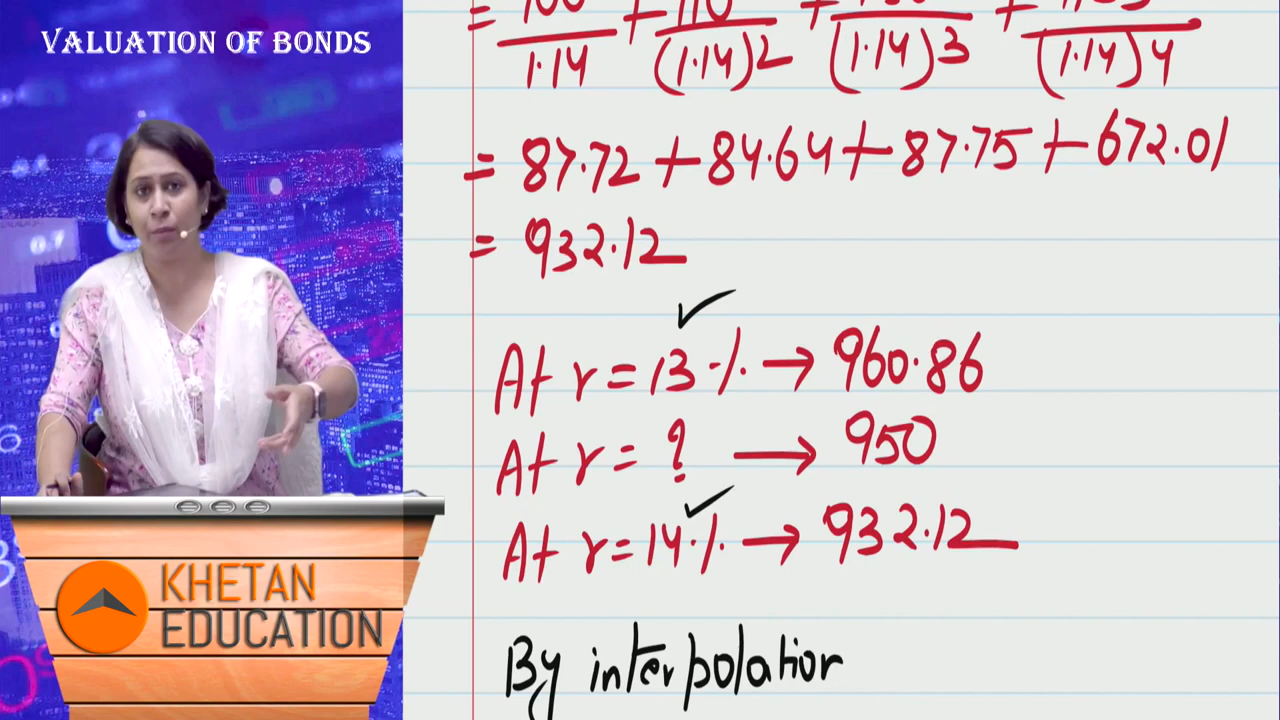 VALUATION OF BONDS
= 100/1.14 + 110/(1.14)2 + /(1.14)3 + /(1.14)4
= 87.72 + 84.64 + 87.75 + 672.01
= 932.12
At r = 13% → 960.86
At r = ? → 950
At r = 14% → 932.12
By interpolation
KHETAN
EDUCATION